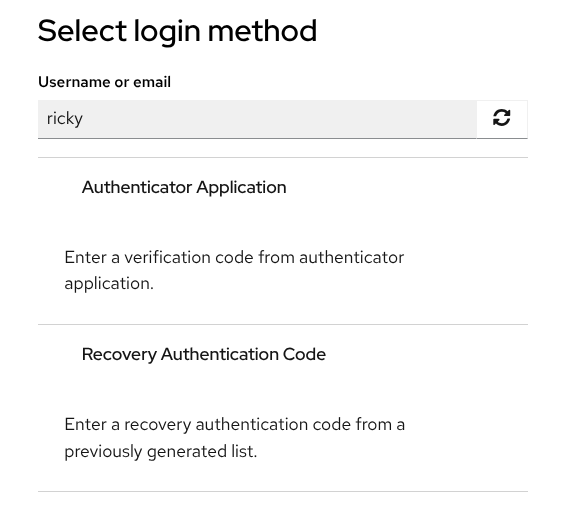 Select login method
Username or email
ricky
Authenticator Application
Enter a verification code from authenticator
application.
Recovery Authentication Code
Enter a recovery authentication code from a
previously generated list.